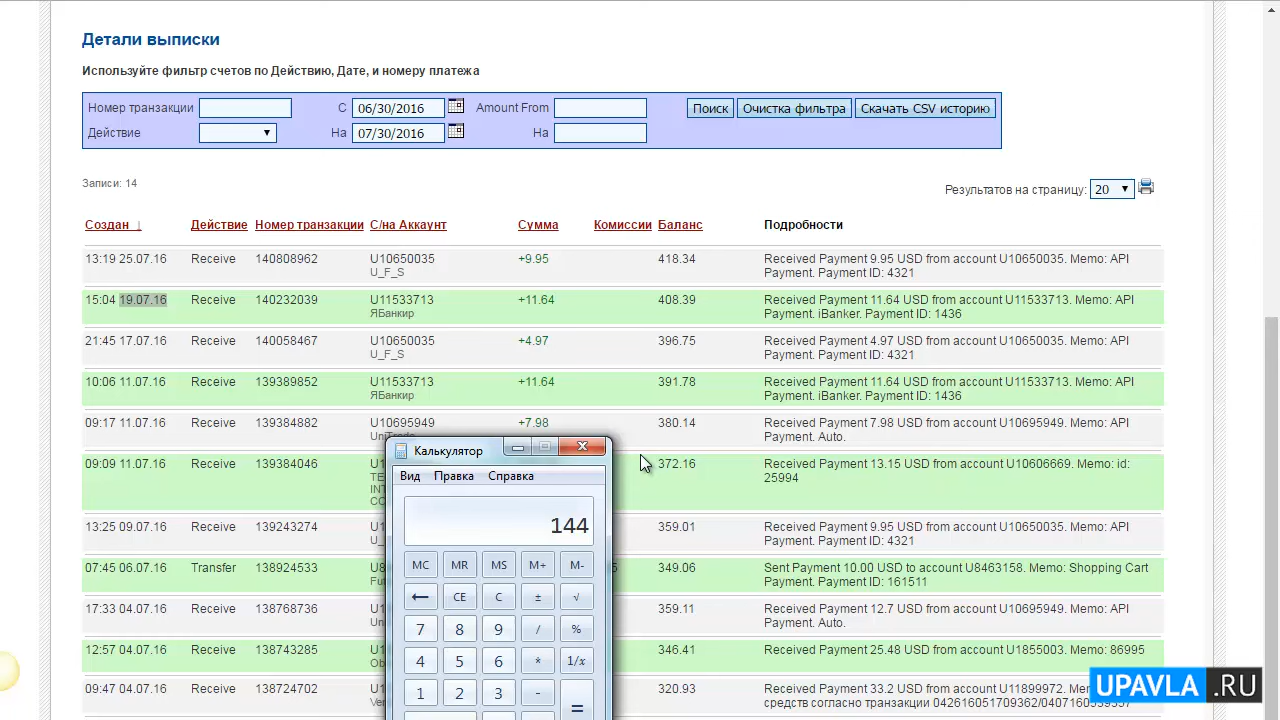 Детали выписки
Используйте фильтр счетов по Действию, Дате, и номеру платежа
Номер транзакции С 06/30/2016 Amount From Поиск Очистка фильтра Скачать CSV историю
Действие На 07/30/2016 На
Записи: 14
Результатов на страницу: 20
Создан ↓ Действие Номер транзакции С/на Аккаунт Сумма Комиссии Баланс Подробности
13:19 25.07.16 Receive 140808962 U10650035 +9.95 418.34 Received Payment 9.95 USD from account U10650035. Memo: API
U_F_S Payment. Payment ID: 4321
15:04 19.07.16 Receive 140232039 U11533713 +11.64 408.39 Received Payment 11.64 USD from account U11533713. Memo: API
ЯБанкир Payment. iBanker. Payment ID: 1436
21:45 17.07.16 Receive 140058467 U10650035 +4.97 396.75 Received Payment 4.97 USD from account U10650035. Memo: API
U_F_S Payment. Payment ID: 4321
10:06 11.07.16 Receive 139389852 U11533713 +11.64 391.78 Received Payment 11.64 USD from account U11533713. Memo: API
ЯБанкир Payment. iBanker. Payment ID: 1436
09:17 11.07.16 Receive 139384882 U10695949 +7.98 380.14 Received Payment 7.98 USD from account U10695949. Memo: API
Payment. Auto.
09:09 11.07.16 Receive 139384046 372.16 Received Payment 13.15 USD from account U10606669. Memo: id:
25994
13:25 09.07.16 Receive 139243274 359.01 Received Payment 9.95 USD from account U10650035. Memo: API
Payment. Payment ID: 4321
07:45 06.07.16 Transfer 138924533 349.06 Sent Payment 10.00 USD to account U8463158. Memo: Shopping Cart
Payment. Payment ID: 161511
17:33 04.07.16 Receive 138768736 359.11 Received Payment 12.7 USD from account U10695949. Memo: API
Payment. Auto.
12:57 04.07.16 Receive 138743285 346.41 Received Payment 25.48 USD from account U1855003. Memo: 86995
09:47 04.07.16 Receive 138724702 320.93 Received Payment 33.2 USD from account U11899972.
средств согласно транзакции
Калькулятор
Вид Правка Справка
144
MC MR MS M+ M-
← CE C ± √
7 8 9 / %
4 5 6 * 1/x
1 2 3 - =
UPAVLA .RU